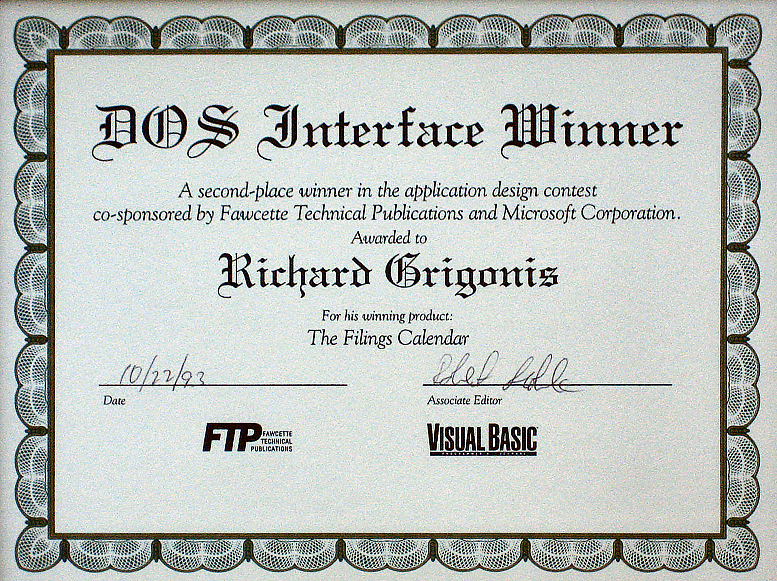 DOS Interface Winner
A second-place winner in the application design contest
co-sponsored by Fawcette Technical Publications and Microsoft Corporation.
Awarded to
Richard Grigonis
For his winning product:
The Filings Calendar
10/22/93
Date
Associate Editor
FTP FAWCETTE
TECHNICAL
PUBLICATIONS
VISUAL BASIC